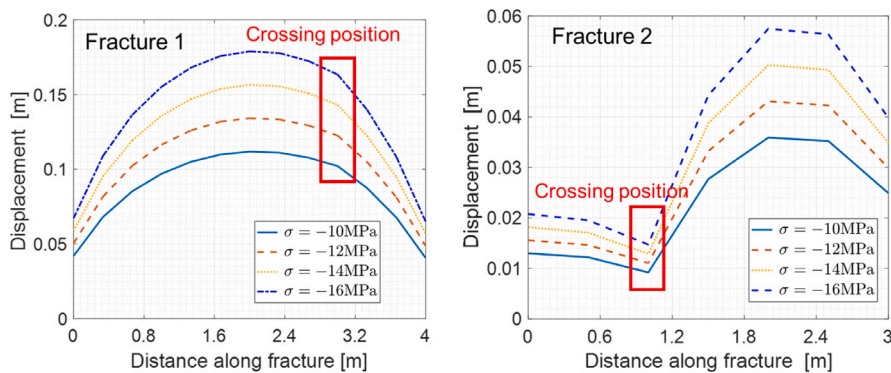 Fracture 1
Crossing position
0.2
0.15
0.1
0.05
0
Displacement [m]
σ = −10MPa
σ = −12MPa
σ = −14MPa
σ = −16MPa
0 0.8 1.6 2.4 3.2 4
Distance along fracture [m]
Fracture 2
Crossing position
0.06
0.05
0.04
0.03
0.02
0.01
0
Displacement [m]
σ = −10MPa
σ = −12MPa
σ = −14MPa
σ = −16MPa
0 0.6 1.2 1.8 2.4 3
Distance along fracture [m]